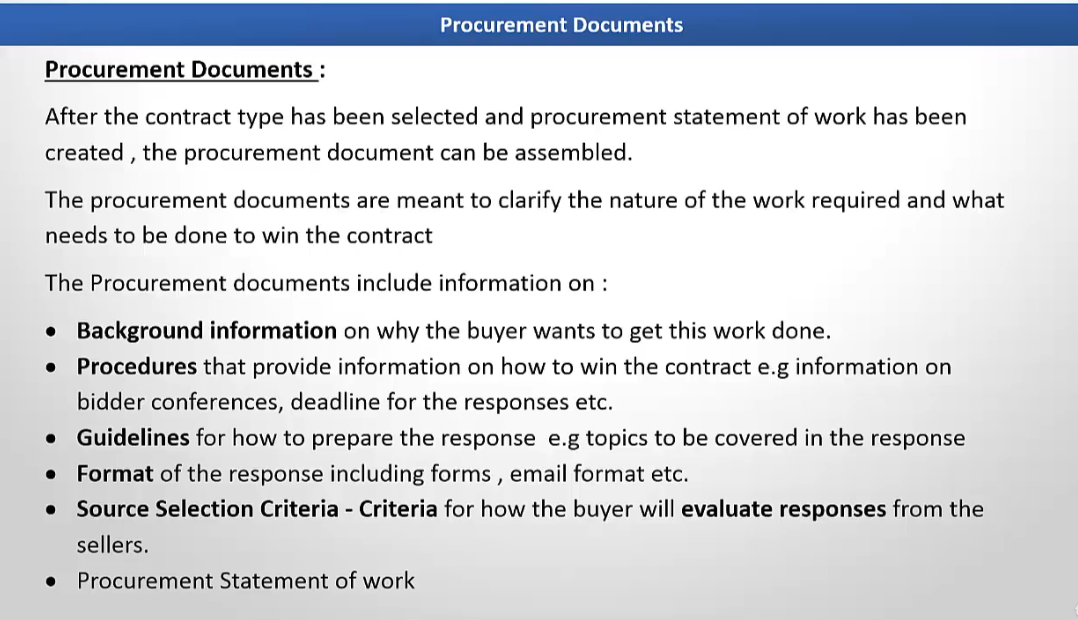 Procurement Documents
Procurement Documents :
After the contract type has been selected and procurement statement of work has been
created , the procurement document can be assembled.
The procurement documents are meant to clarify the nature of the work required and what
needs to be done to win the contract
The Procurement documents include information on :
• Background information on why the buyer wants to get this work done.
• Procedures that provide information on how to win the contract e.g information on
bidder conferences, deadline for the responses etc.
• Guidelines for how to prepare the response  e.g topics to be covered in the response
• Format of the response including forms , email format etc.
• Source Selection Criteria - Criteria for how the buyer will evaluate responses from the
sellers.
• Procurement Statement of work